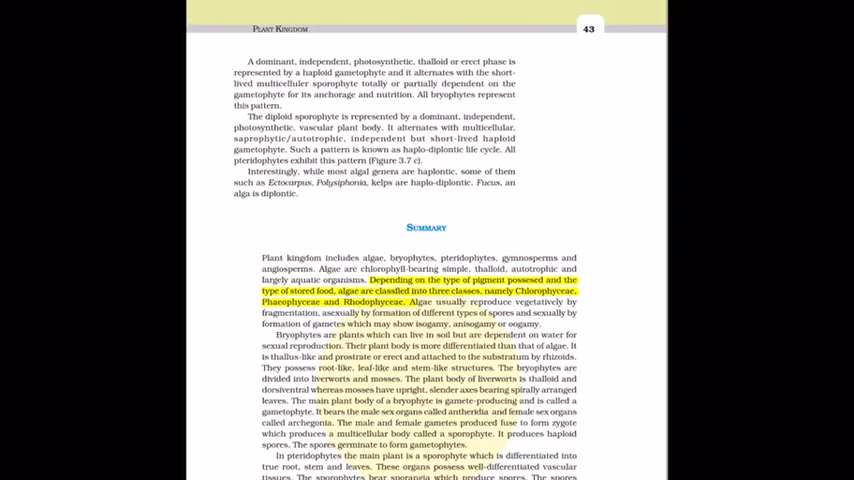 PLANT KINGDOM
43
A dominant, independent, photosynthetic, thalloid or erect phase is
represented by a haploid gametophyte and it alternates with the short-
lived multicelluler sporophyte totally or partially dependent on the
gametophyte for its anchorage and nutrition. All bryophytes represent
this pattern.
The diploid sporophyte is represented by a dominant, independent,
photosynthetic, vascular plant body. It alternates with multicellular,
saprophytic/autotrophic, independent but short-lived haploid
gametophyte. Such a pattern is known as haplo-diplontic life cycle. All
pteridophytes exhibit this pattern (Figure 3.7 c).
Interestingly, while most algal genera are haplontic, some of them
such as Ectocarpus, Polysiphonia, kelps are haplo-diplontic. Fucus, an
alga is diplontic.
SUMMARY
Plant kingdom includes algae, bryophytes, pteridophytes, gymnosperms and
angiosperms. Algae are chlorophyll-bearing simple, thalloid, autotrophic and
largely aquatic organisms. Depending on the type of pigment possesed and the
type of stored food, algae are classfied into three classes, namely Chlorophyceae,
Phaeophyceae and Rhodophyceae. Algae usually reproduce vegetatively by
fragmentation, asexually by formation of different types of spores and sexually by
formation of gametes which may show isogamy, anisogamy or oogamy.
Bryophytes are plants which can live in soil but are dependent on water for
sexual reproduction. Their plant body is more differentiated than that of algae. It
is thallus-like and prostrate or erect and attached to the substratum by rhizoids.
They possess root-like, leaf-like and stem-like structures. The bryophytes are
divided into liverworts and mosses. The plant body of liverworts is thalloid and
dorsiventral whereas mosses have upright, slender axes bearing spirally arranged
leaves. The main plant body of a bryophyte is gamete-producing and is called a
gametophyte. It bears the male sex organs called antheridia and female sex organs
called archegonia. The male and female gametes produced fuse to form zygote
which produces a multicellular body called a sporophyte. It produces haploid
spores. The spores germinate to form gametophytes.
In pteridophytes the main plant is a sporophyte which is differentiated into
true root, stem and leaves. These organs possess well-differentiated vascular
tissues. The sporophytes bear sporangia which produce spores. The spores